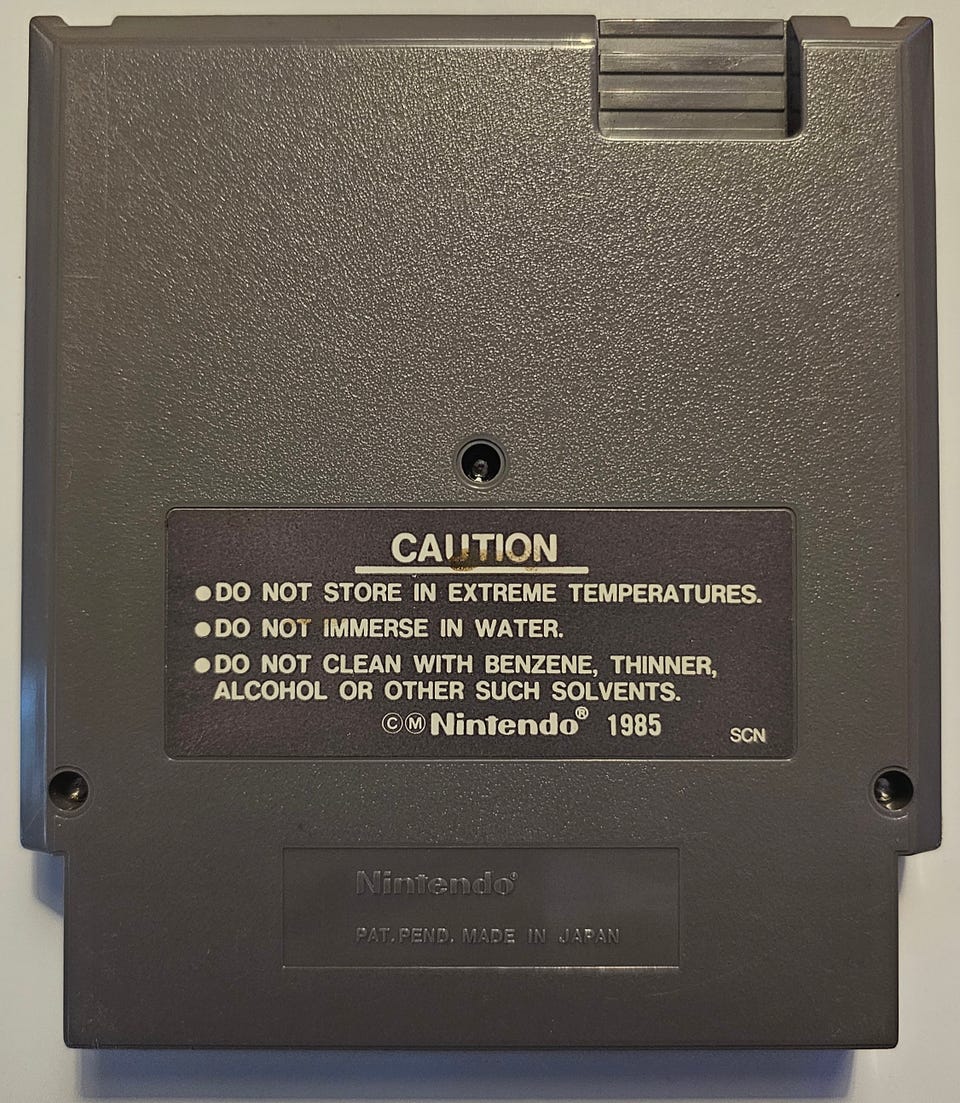 CAUTION
●DO NOT STORE IN EXTREME TEMPERATURES.
●DO NOT IMMERSE IN WATER.
●DO NOT CLEAN WITH BENZENE, THINNER,
ALCOHOL OR OTHER SUCH SOLVENTS.
ⒸⓂNintendo® 1985
SCN
Nintendo®
PAT. PEND. MADE IN JAPAN